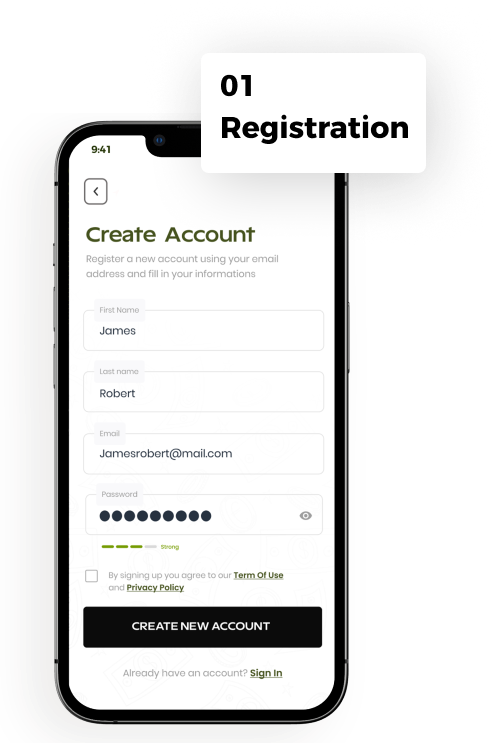 01
Registration
9:41
Create Account
Register a new account using your email
address and fill in your informations
First Name
James
Last name
Robert
Email
Jamesrobert@mail.com
Password
Strong
By signing up you agree to our Term Of Use
and Privacy Policy
CREATE NEW ACCOUNT
Already have an account? Sign In